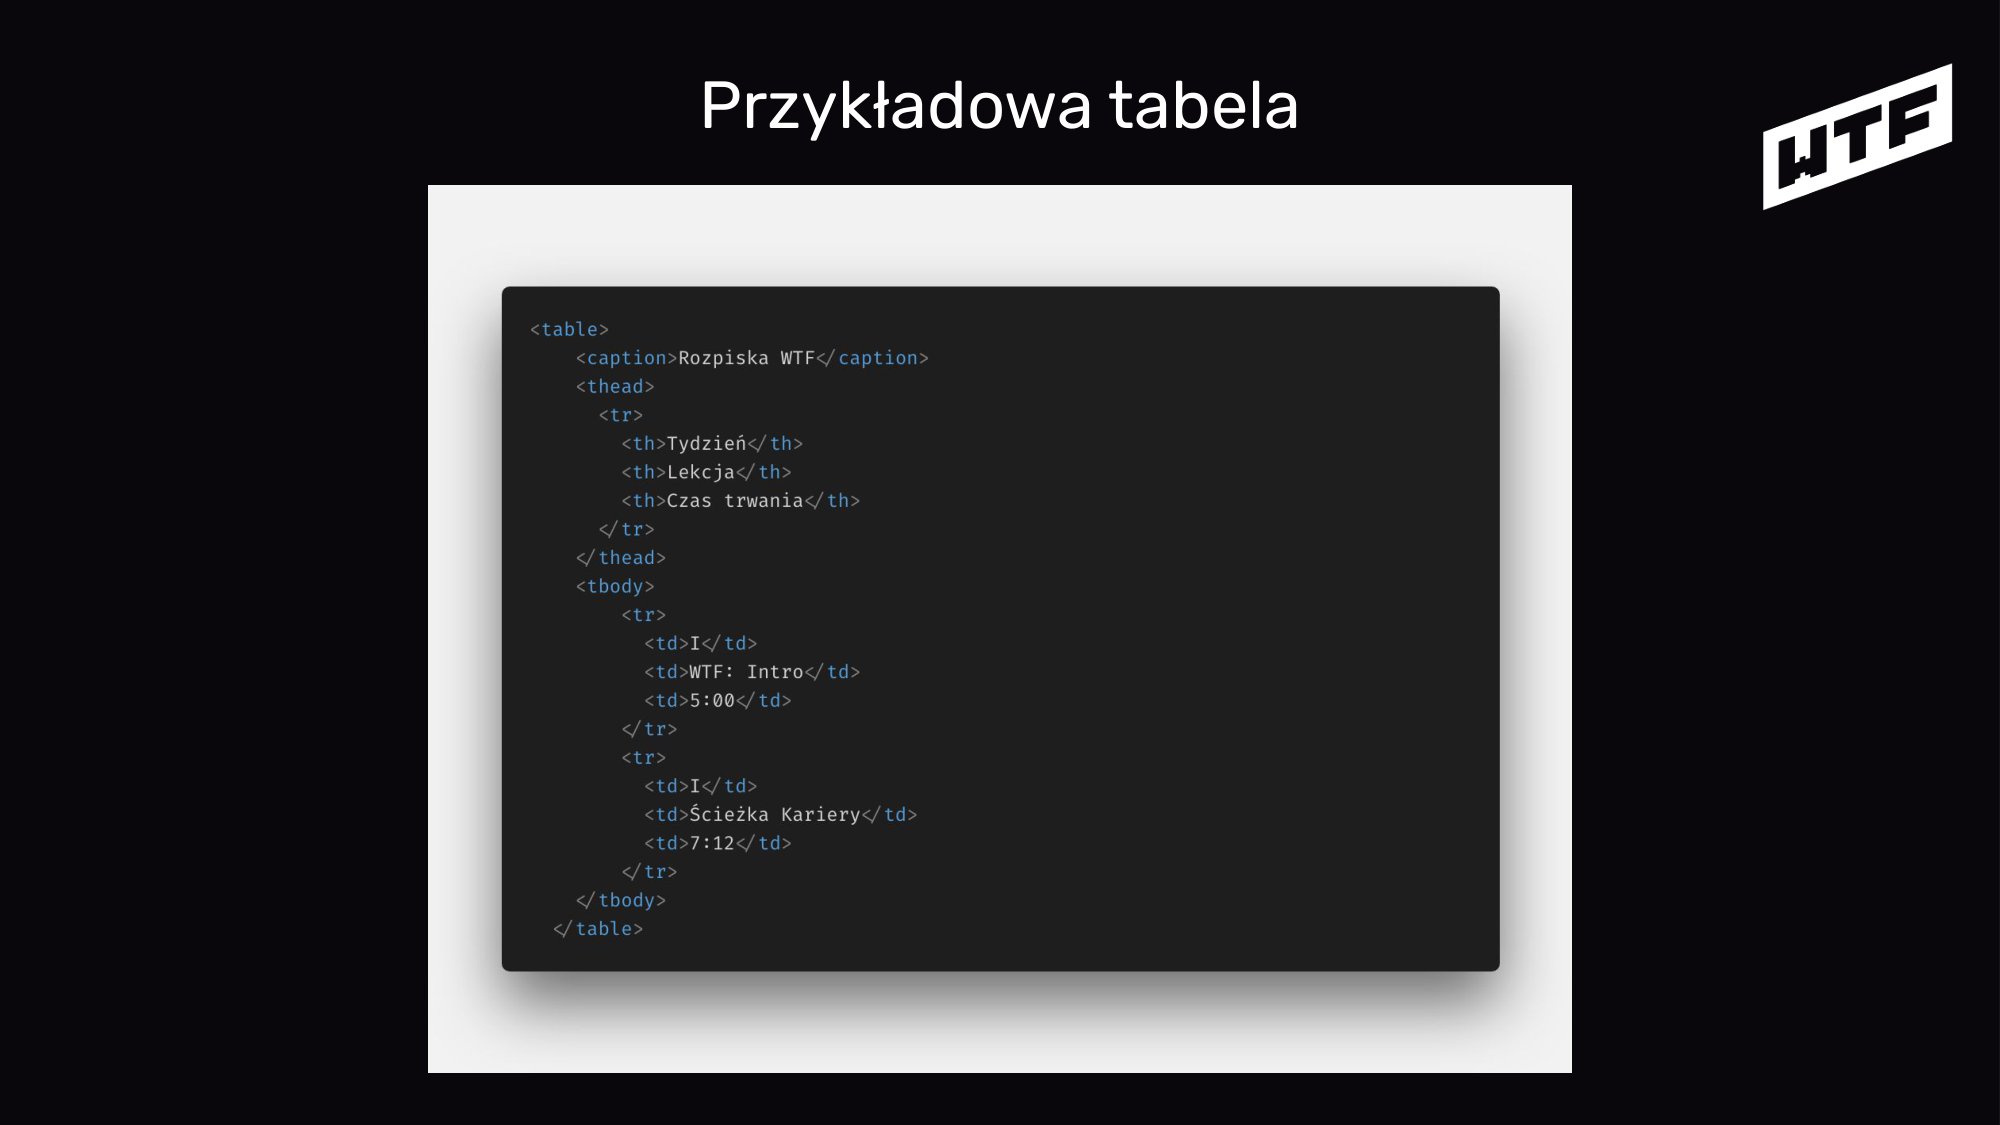 Przykładowa tabela
WTF
<table>
    <caption>Rozpiska WTF</caption>
    <thead>
      <tr>
        <th>Tydzień</th>
        <th>Lekcja</th>
        <th>Czas trwania</th>
      </tr>
    </thead>
    <tbody>
        <tr>
          <td>I</td>
          <td>WTF: Intro</td>
          <td>5:00</td>
        </tr>
        <tr>
          <td>I</td>
          <td>Ścieżka Kariery</td>
          <td>7:12</td>
        </tr>
    </tbody>
  </table>